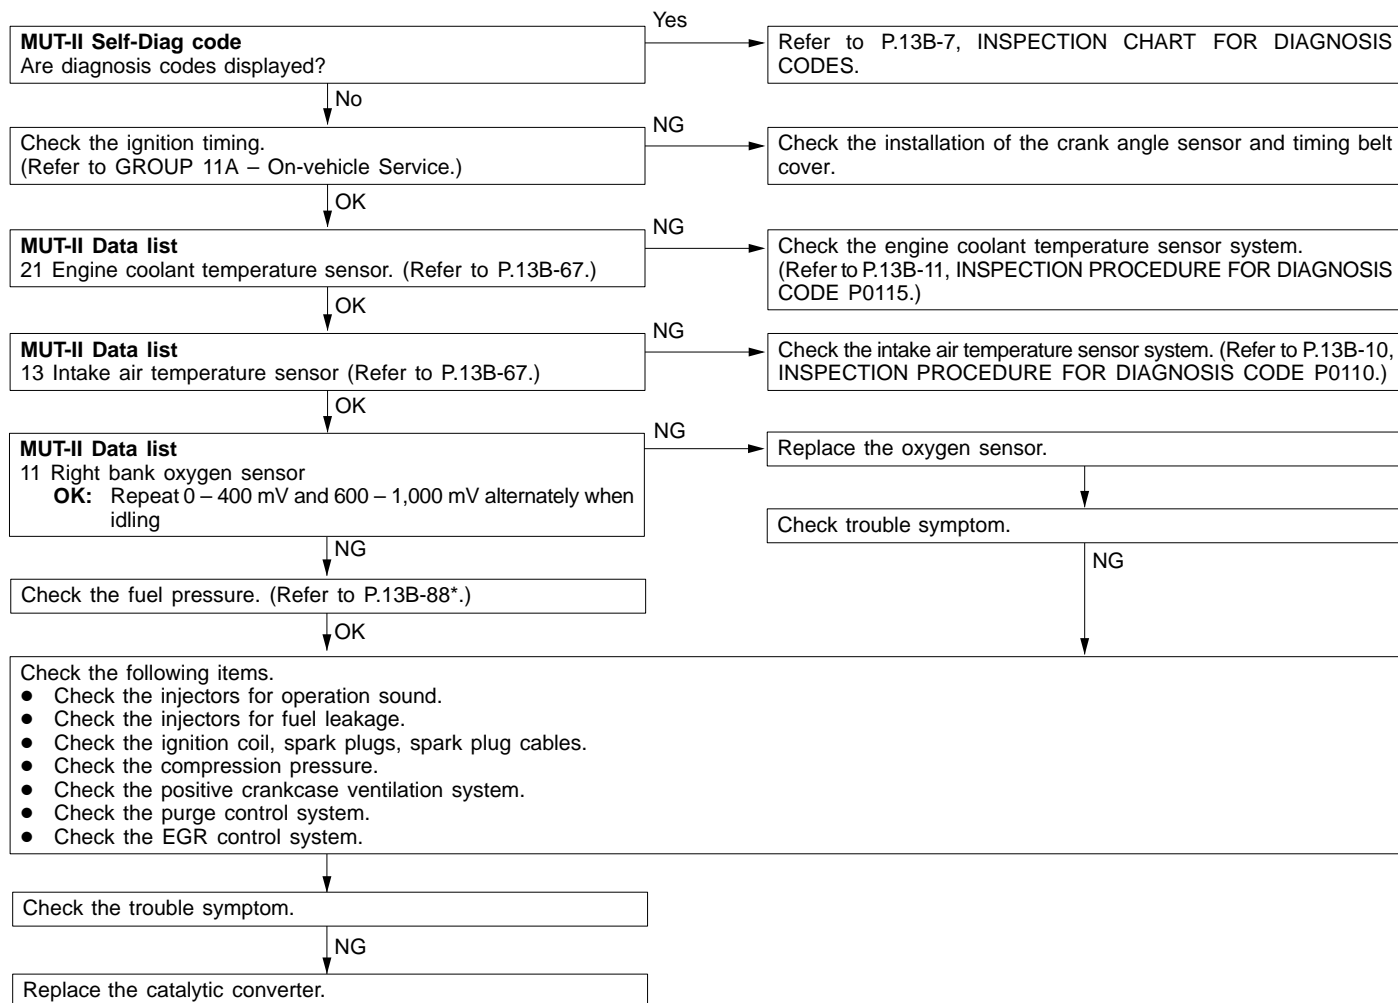 MUT-II Self-Diag code
Are diagnosis codes displayed?
Yes
Refer to P.13B-7, INSPECTION CHART FOR DIAGNOSIS
CODES.
No
Check the ignition timing.
(Refer to GROUP 11A – On-vehicle Service.)
NG
Check the installation of the crank angle sensor and timing belt
cover.
OK
MUT-II Data list
21 Engine coolant temperature sensor. (Refer to P.13B-67.)
NG
Check the engine coolant temperature sensor system.
(Refer to P.13B-11, INSPECTION PROCEDURE FOR DIAGNOSIS
CODE P0115.)
OK
MUT-II Data list
13 Intake air temperature sensor (Refer to P.13B-67.)
NG
Check the intake air temperature sensor system. (Refer to P.13B-10,
INSPECTION PROCEDURE FOR DIAGNOSIS CODE P0110.)
OK
MUT-II Data list
11 Right bank oxygen sensor
OK: Repeat 0 – 400 mV and 600 – 1,000 mV alternately when
idling
NG
Replace the oxygen sensor.
Check trouble symptom.
NG
NG
Check the fuel pressure. (Refer to P.13B-88*.)
OK
Check the following items.
● Check the injectors for operation sound.
● Check the injectors for fuel leakage.
● Check the ignition coil, spark plugs, spark plug cables.
● Check the compression pressure.
● Check the positive crankcase ventilation system.
● Check the purge control system.
● Check the EGR control system.
Check the trouble symptom.
NG
Replace the catalytic converter.